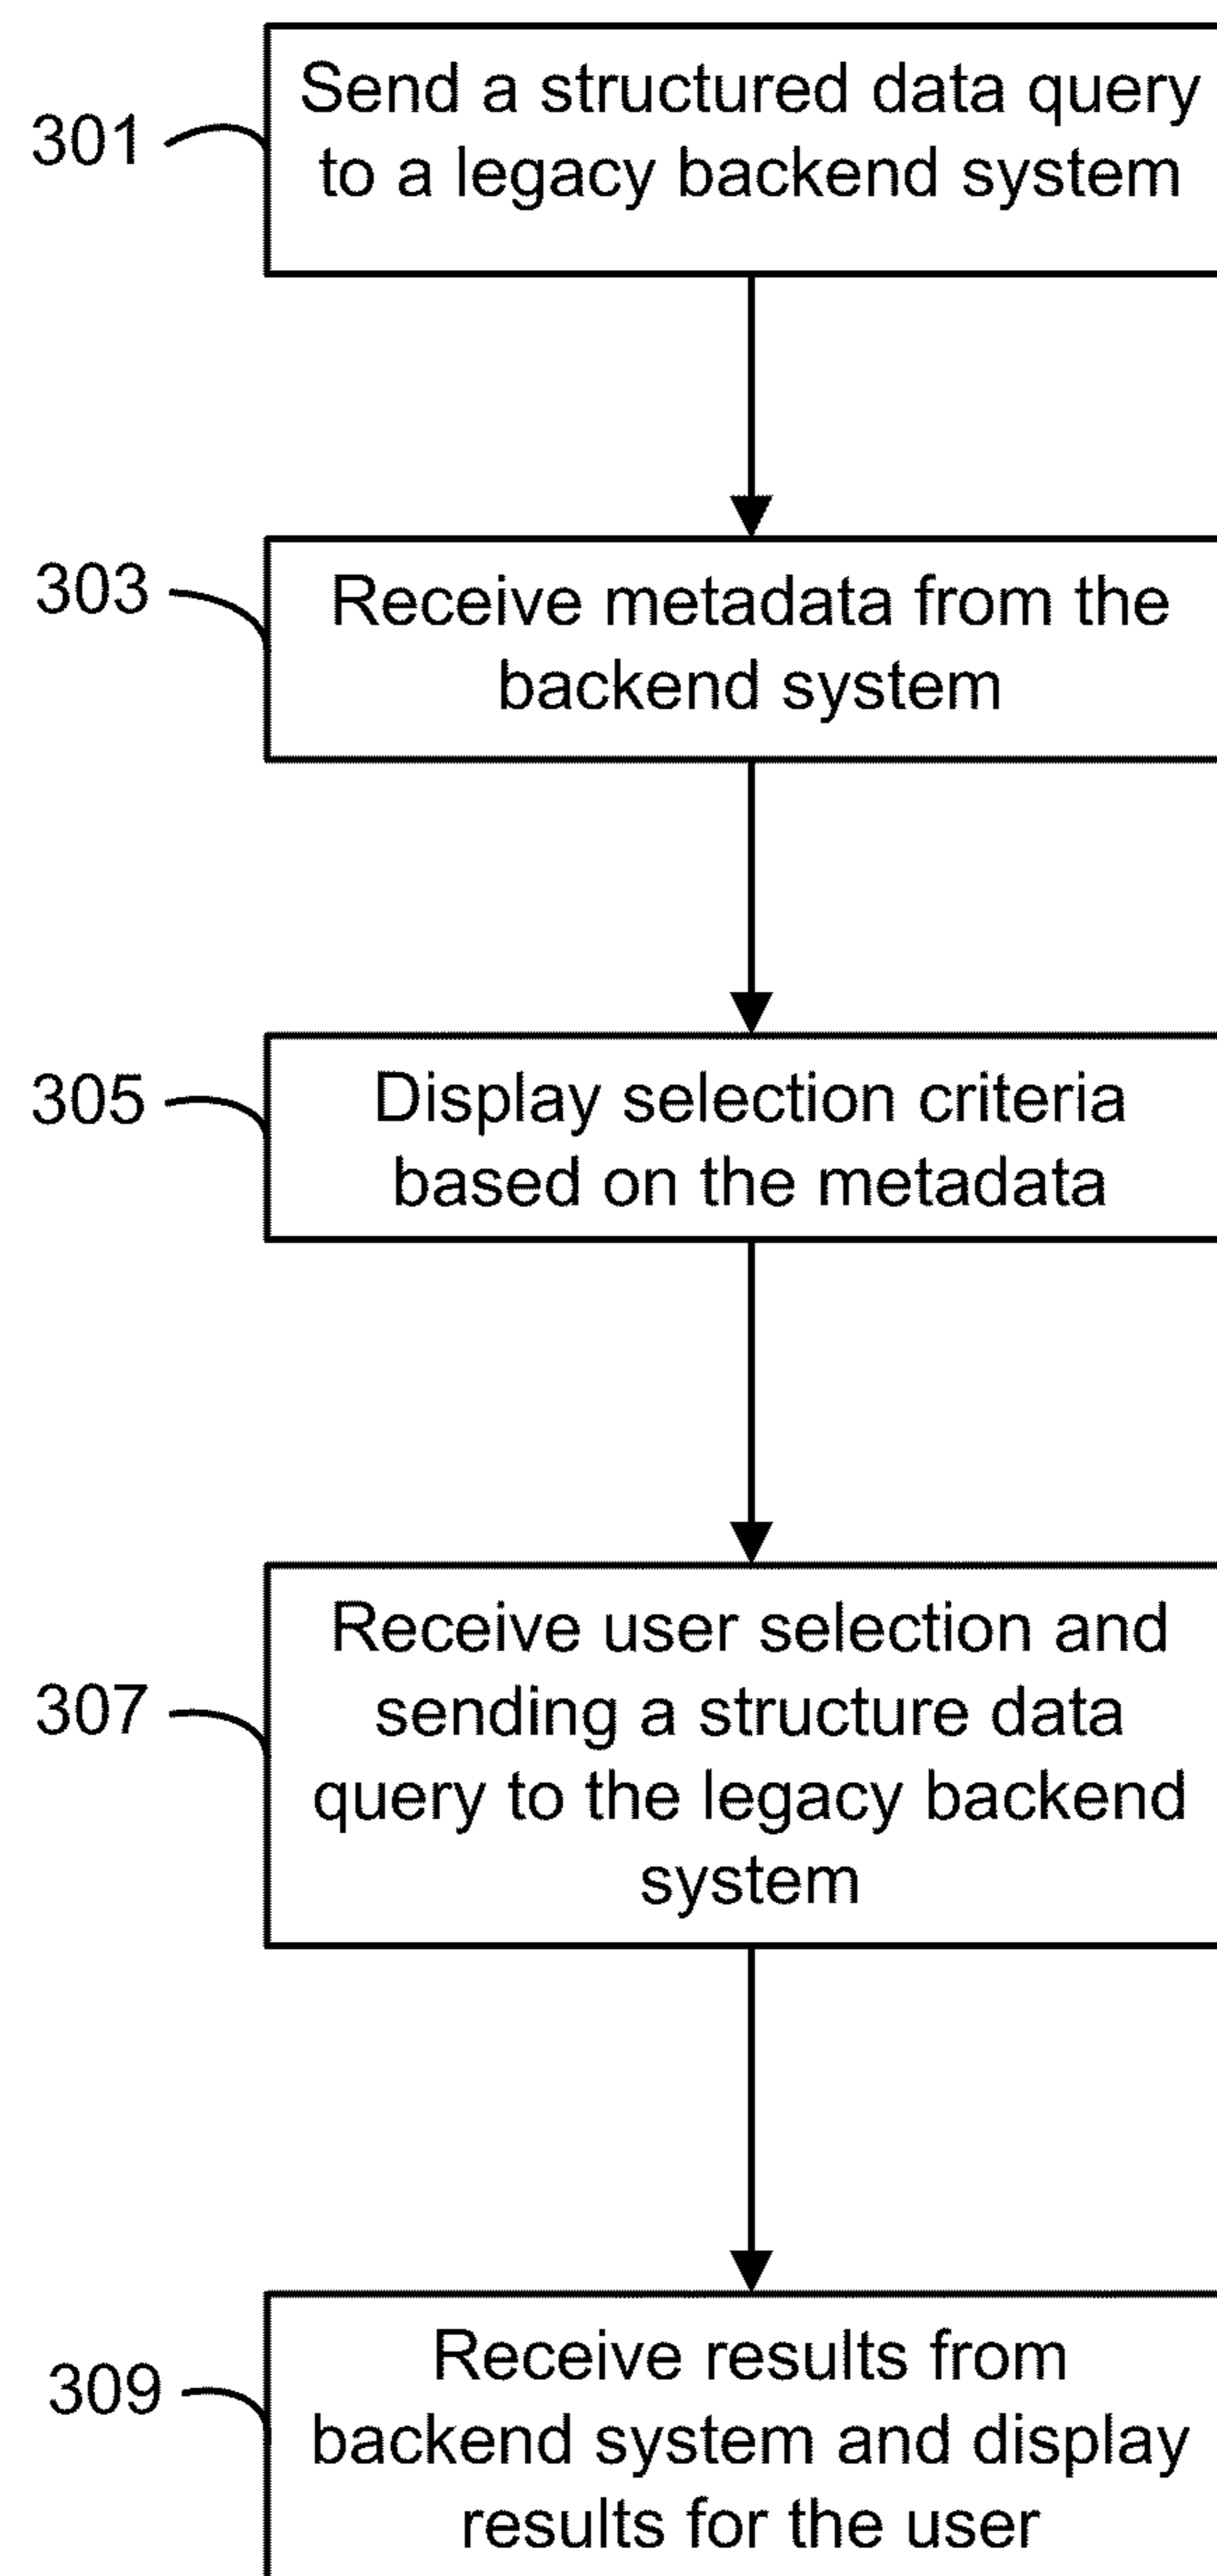 301
Send a structured data query
to a legacy backend system
303
Receive metadata from the
backend system
305
Display selection criteria
based on the metadata
307
Receive user selection and
sending a structure data
query to the legacy backend
system
309
Receive results from
backend system and display
results for the user